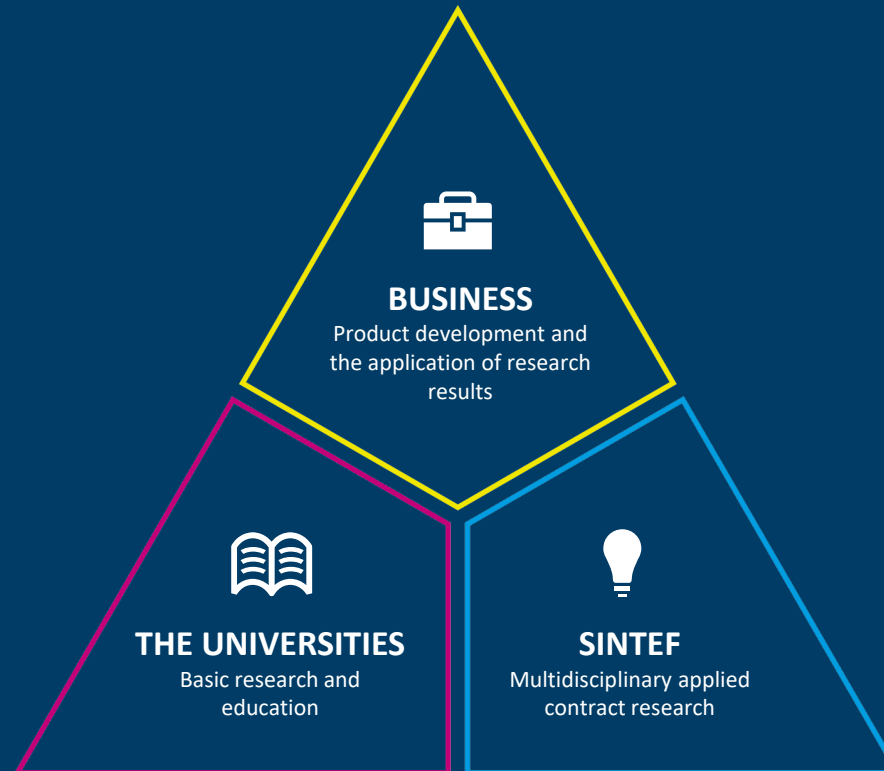 BUSINESS
Product development and
the application of research
results
THE UNIVERSITIES
Basic research and
education
SINTEF
Multidisciplinary applied
contract research